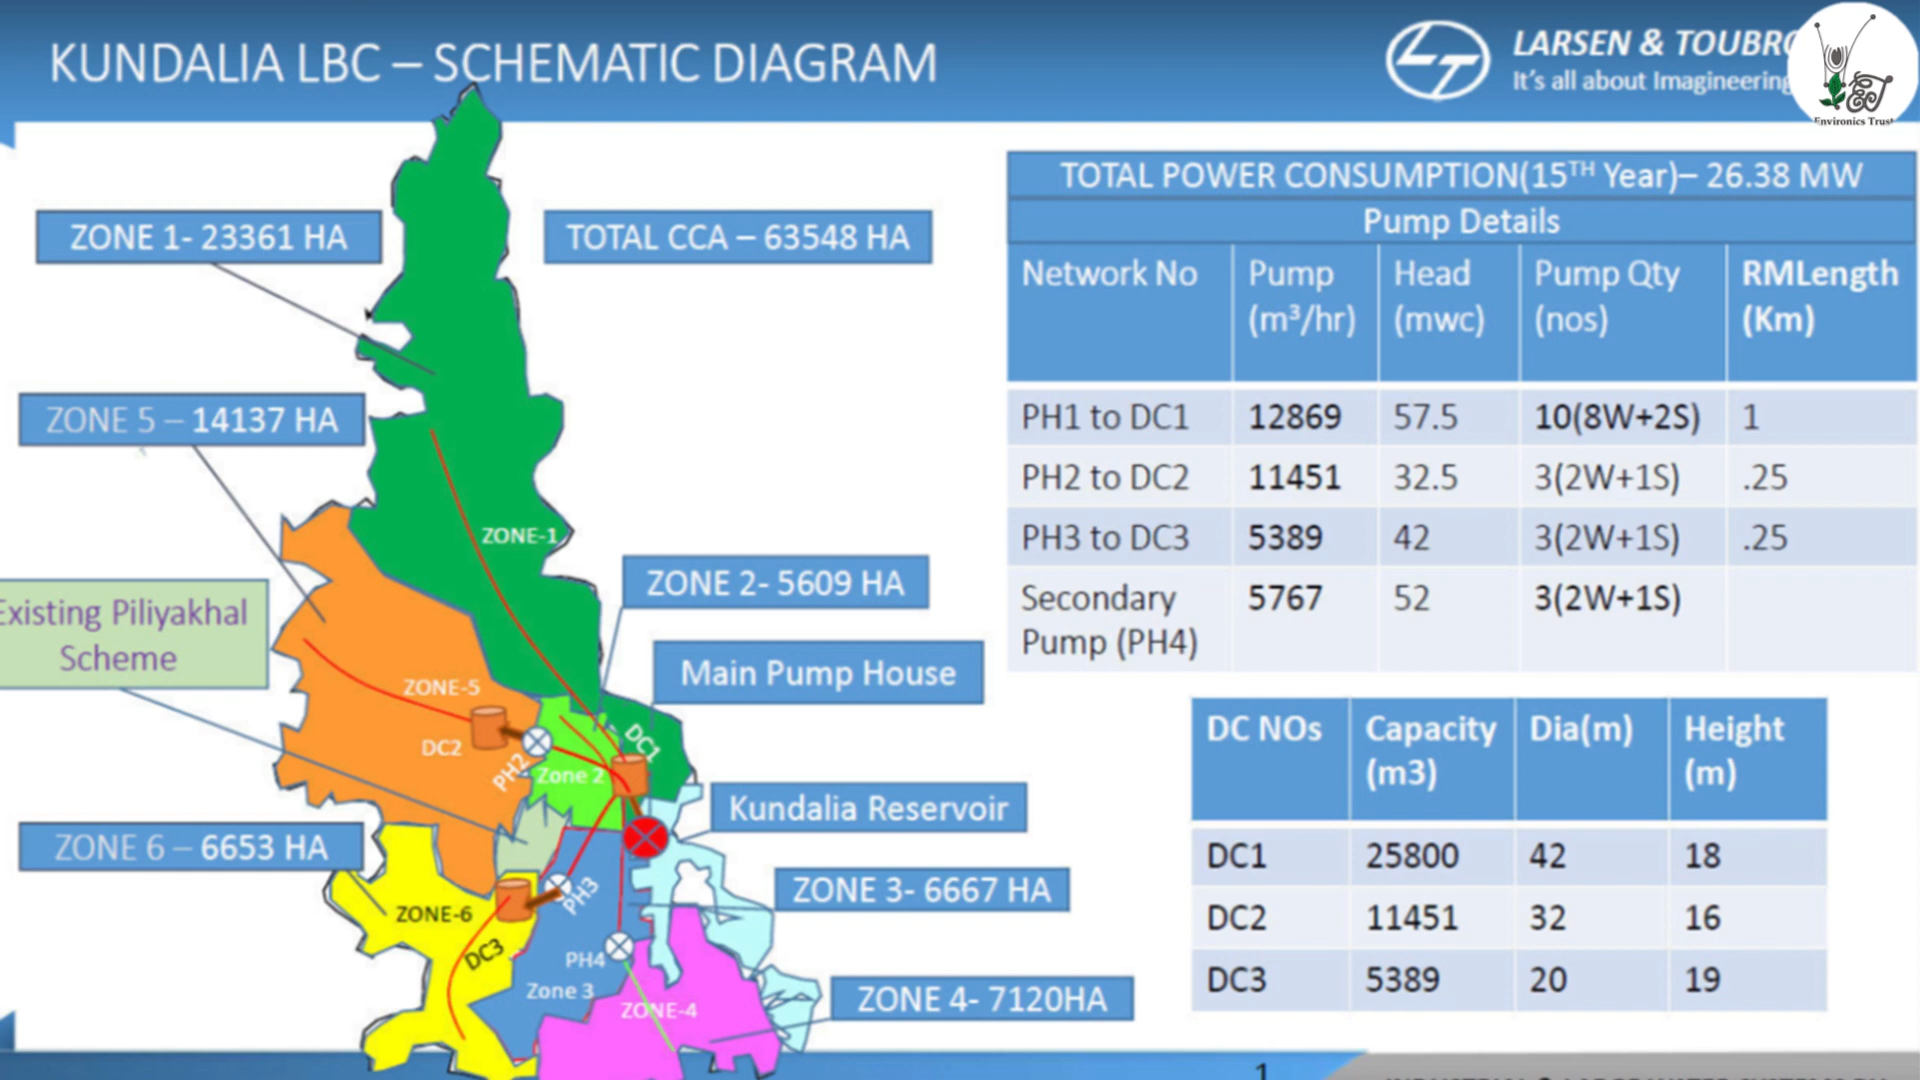 KUNDALIA LBC – SCHEMATIC DIAGRAM
LT
LARSEN & TOUBRO
It's all about Imagineering
Environics Trust
ZONE 1- 23361 HA
TOTAL CCA – 63548 HA
ZONE 5 – 14137 HA
ZONE-1
ZONE 2- 5609 HA
Existing Piliyakhal
Scheme
Main Pump House
ZONE-5
DC2
PH2
Zone 2
DC1
Kundalia Reservoir
ZONE 6 – 6653 HA
ZONE 3- 6667 HA
ZONE-6
PH3
DC3
PH4
Zone 3
ZONE-4
ZONE 4- 7120HA
TOTAL POWER CONSUMPTION(15TH Year)– 26.38 MW
Pump Details
Network No Pump (m³/hr) Head (mwc) Pump Qty (nos) RMLength (Km)
PH1 to DC1 12869 57.5 10(8W+2S) 1
PH2 to DC2 11451 32.5 3(2W+1S) .25
PH3 to DC3 5389 42 3(2W+1S) .25
Secondary Pump (PH4) 5767 52 3(2W+1S)
DC NOs Capacity (m3) Dia(m) Height (m)
DC1 25800 42 18
DC2 11451 32 16
DC3 5389 20 19
1